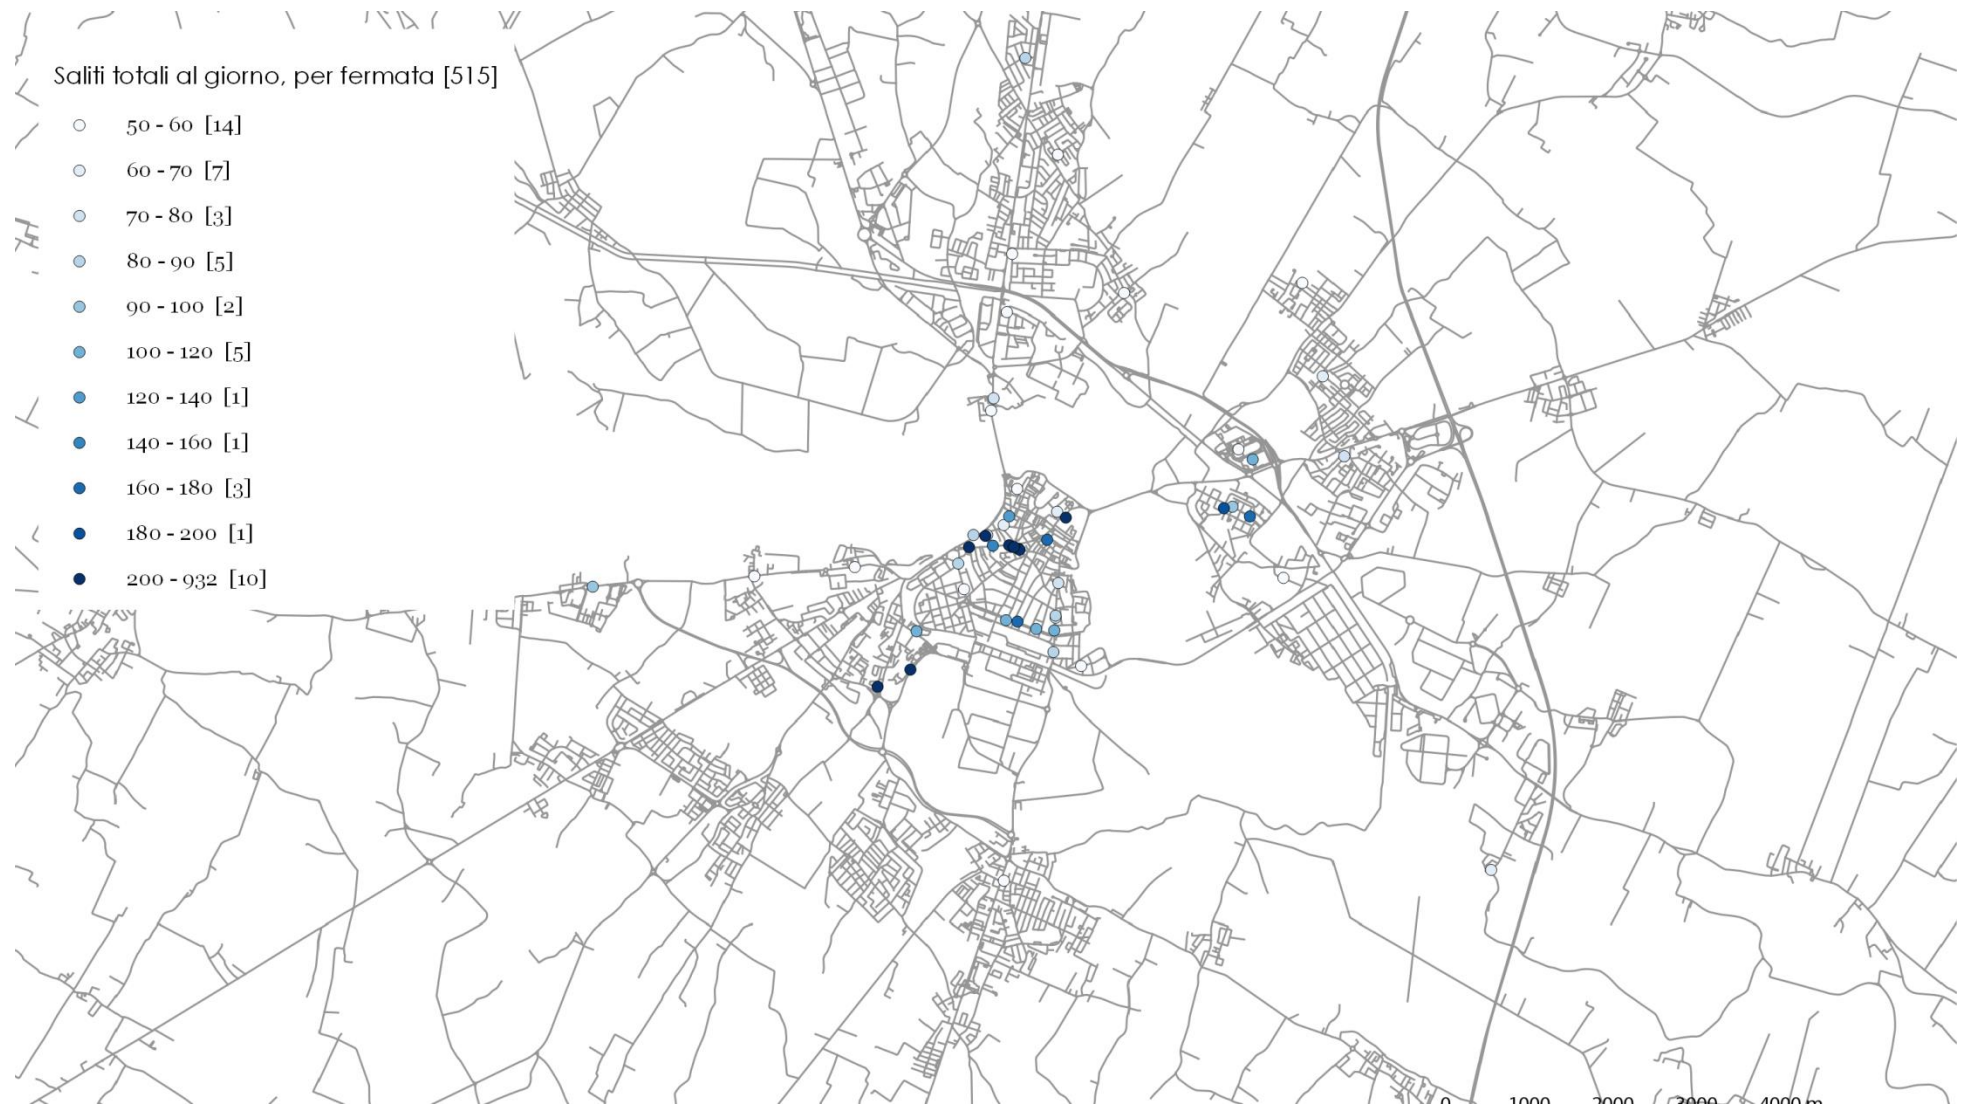 Saliti totali al giorno, per fermata [515]
50 - 60 [14]
60 - 70 [7]
70 - 80 [3]
80 - 90 [5]
90 - 100 [2]
100 - 120 [5]
120 - 140 [1]
140 - 160 [1]
160 - 180 [3]
180 - 200 [1]
200 - 932 [10]
0 1000 2000 3000 4000 m